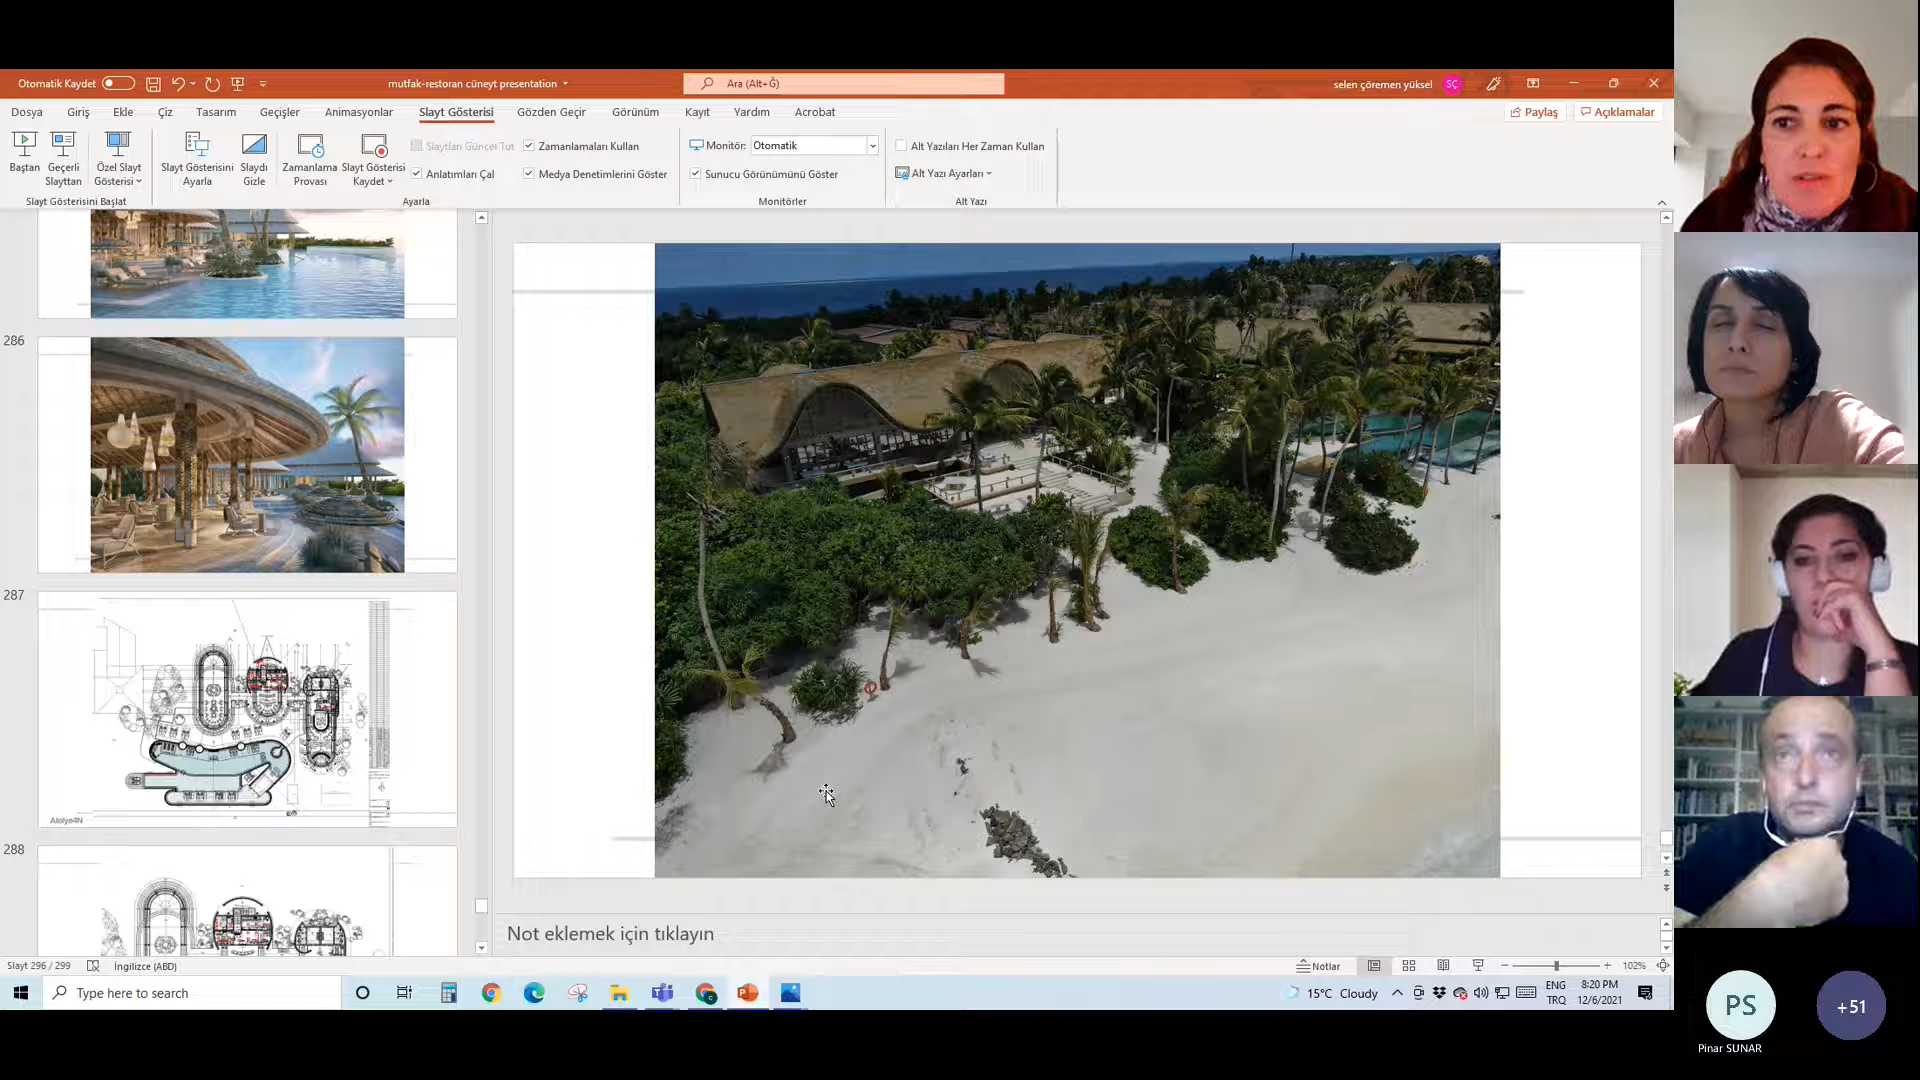 Otomatik Kaydet
mutfak-restoran cüneyt presentation
Ara (Alt+Ğ)
selen çöremen yüksel
SÇ
Dosya Giriş Ekle Çiz Tasarım Geçişler Animasyonlar Slayt Gösterisi Gözden Geçir Görünüm Kayıt Yardım Acrobat
Paylaş
Açıklamalar
Baştan
Geçerli
Slayttan
Özel Slayt
Gösterisi
Slayt Gösterisini Başlat
Slayt Gösterisini
Ayarla
Slaydı
Gizle
Zamanlama
Provası
Slayt Gösterisi
Kaydet
Slaytları Güncel Tut
Anlatımları Çal
Zamanlamaları Kullan
Medya Denetimlerini Göster
Ayarla
Monitör: Otomatik
Sunucu Görünümünü Göster
Monitörler
Alt Yazıları Her Zaman Kullan
Alt Yazı Ayarları
Alt Yazı
286
287
288
Not eklemek için tıklayın
Slayt 296 / 299
İngilizce (ABD)
Notlar
102%
Type here to search
15°C Cloudy
ENG
TRQ
8:20 PM
12/6/2021
PS
Pinar SUNAR
+51